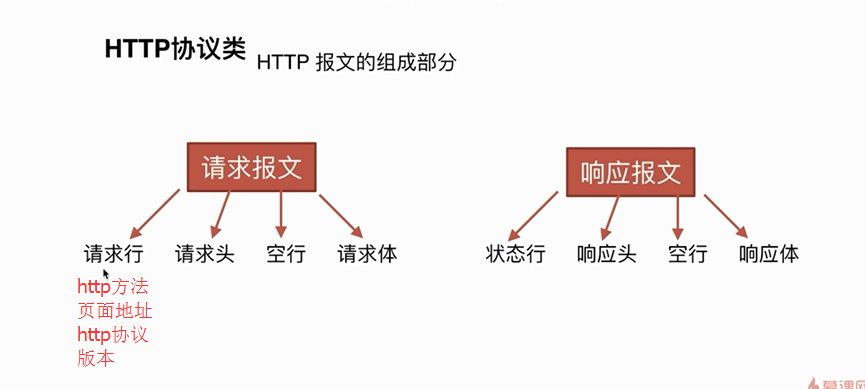 HTTP协议类
HTTP 报文的组成部分
请求报文
响应报文
请求行 请求头 空行 请求体
状态行 响应头 空行 响应体
http方法
页面地址
http协议
版本